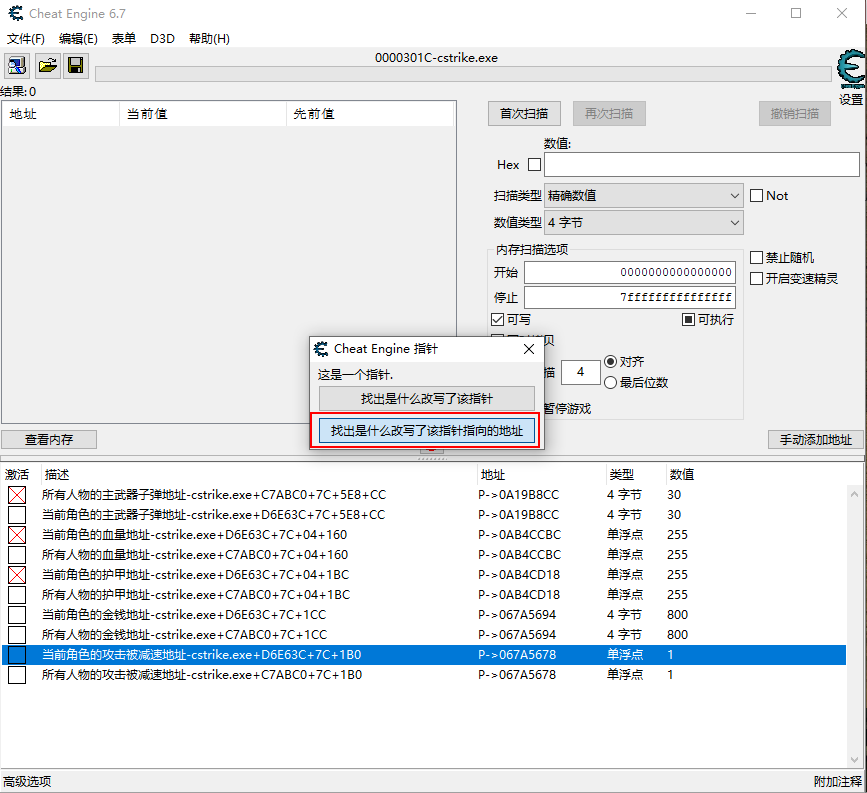 Cheat Engine 6.7
文件(F) 编辑(E) 表单 D3D 帮助(H)
0000301C-cstrike.exe
设置
结果: 0
地址 当前值 先前值
首次扫描 再次扫描 撤销扫描
数值:
Hex
扫描类型 精确数值 Not
数值类型 4 字节
内存扫描选项
开始 0000000000000000
停止 7fffffffffffffff
禁止随机
开启变速精灵
可写 可执行
4
对齐
最后位数
暂停游戏
Cheat Engine 指针
这是一个指针.
找出是什么改写了该指针
找出是什么改写了该指针指向的地址
查看内存 手动添加地址
激活 描述 地址 类型 数值
所有人物的主武器子弹地址-cstrike.exe+C7ABC0+7C+5E8+CC P->0A19B8CC 4 字节 30
当前角色的主武器子弹地址-cstrike.exe+D6E63C+7C+5E8+CC P->0A19B8CC 4 字节 30
当前角色的血量地址-cstrike.exe+D6E63C+7C+04+160 P->0AB4CCBC 单浮点 255
所有人物的血量地址-cstrike.exe+C7ABC0+7C+04+160 P->0AB4CCBC 单浮点 255
当前角色的护甲地址-cstrike.exe+D6E63C+7C+04+1BC P->0AB4CD18 单浮点 255
所有人物的护甲地址-cstrike.exe+C7ABC0+7C+04+1BC P->0AB4CD18 单浮点 255
当前角色的金钱地址-cstrike.exe+D6E63C+7C+1CC P->067A5694 4 字节 800
所有人物的金钱地址-cstrike.exe+C7ABC0+7C+1CC P->067A5694 4 字节 800
当前角色的攻击被减速地址-cstrike.exe+D6E63C+7C+1B0 P->067A5678 单浮点 1
所有人物的攻击被减速地址-cstrike.exe+C7ABC0+7C+1B0 P->067A5678 单浮点 1
高级选项 附加注释